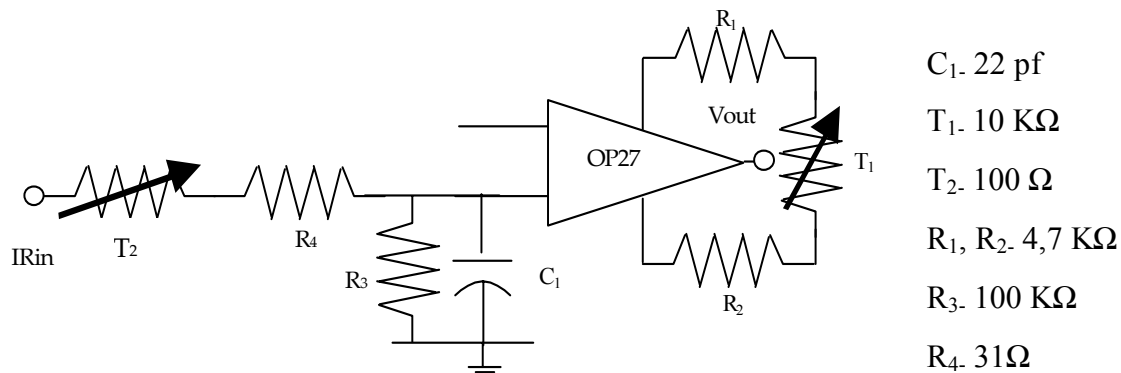 R₁
Vout
OP27
T₁
R₄
T₂
IRin
R₃
C₁
R₂
C₁- 22 pf
T₁- 10 KΩ
T₂- 100 Ω
R₁, R₂- 4,7 KΩ
R₃- 100 KΩ
R₄- 31Ω